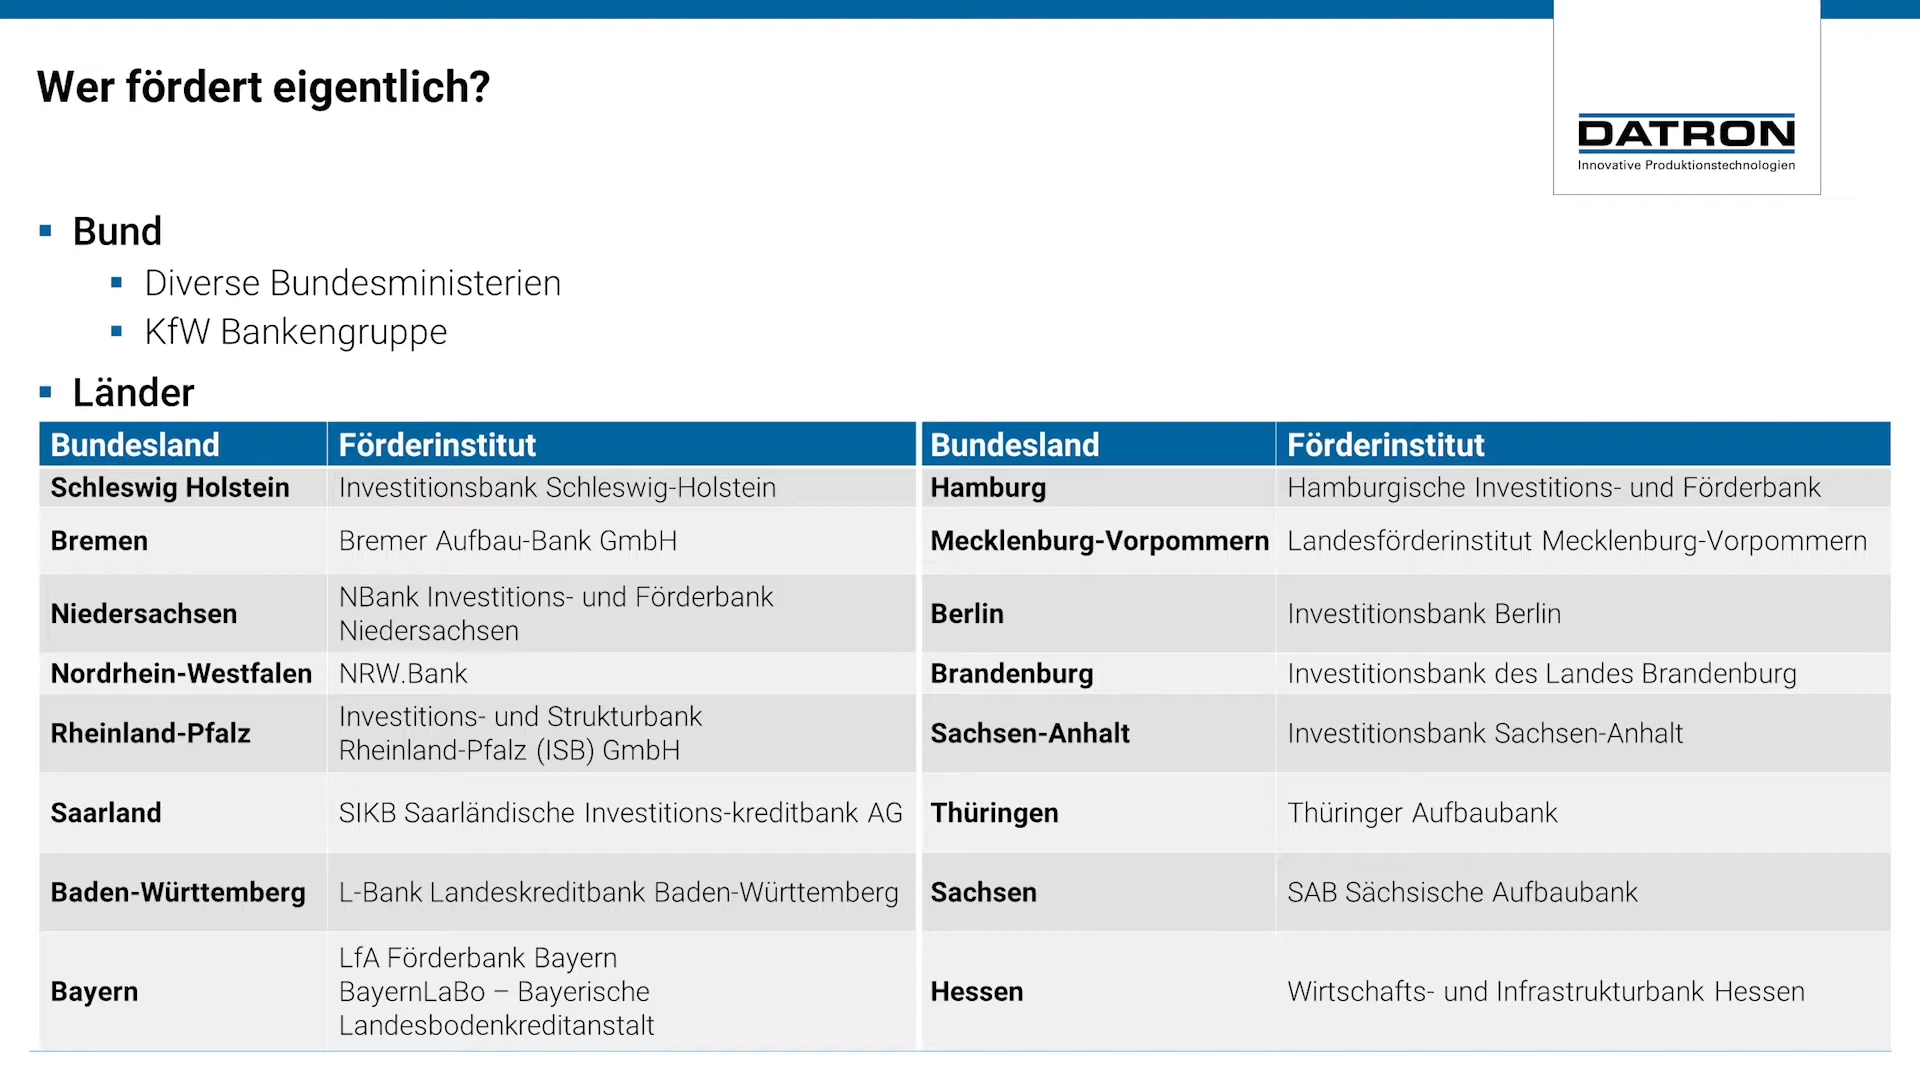 Wer fördert eigentlich?
DATRON
Innovative Produktionstechnologien
Bund
Diverse Bundesministerien
KfW Bankengruppe
Länder
Bundesland Förderinstitut Bundesland Förderinstitut
Schleswig Holstein Investitionsbank Schleswig-Holstein Hamburg Hamburgische Investitions- und Förderbank
Bremen Bremer Aufbau-Bank GmbH Mecklenburg-Vorpommern Landesförderinstitut Mecklenburg-Vorpommern
Niedersachsen NBank Investitions- und Förderbank
Niedersachsen
Berlin Investitionsbank Berlin
Nordrhein-Westfalen NRW.Bank Brandenburg Investitionsbank des Landes Brandenburg
Rheinland-Pfalz Investitions- und Strukturbank
Rheinland-Pfalz (ISB) GmbH
Sachsen-Anhalt Investitionsbank Sachsen-Anhalt
Saarland SIKB Saarländische Investitions-kreditbank AG Thüringen Thüringer Aufbaubank
Baden-Württemberg L-Bank Landeskreditbank Baden-Württemberg Sachsen SAB Sächsische Aufbaubank
Bayern LfA Förderbank Bayern
BayernLaBo – Bayerische
Landesbodenkreditanstalt
Hessen Wirtschafts- und Infrastrukturbank Hessen